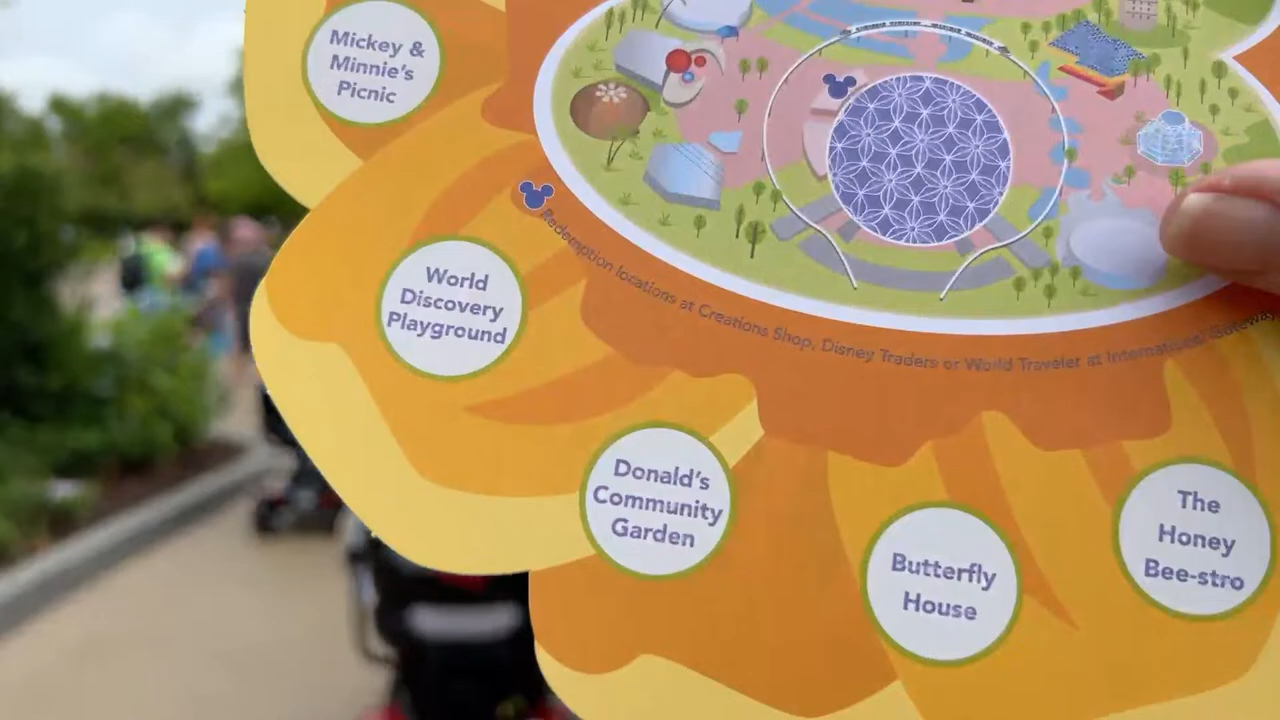 Mickey &
Minnie's
Picnic
World
Discovery
Playground
Redemption locations at Creations Shop, Disney Traders or World Traveler at International Gateway
Donald's
Community
Garden
Butterfly
House
The
Honey
Bee-stro